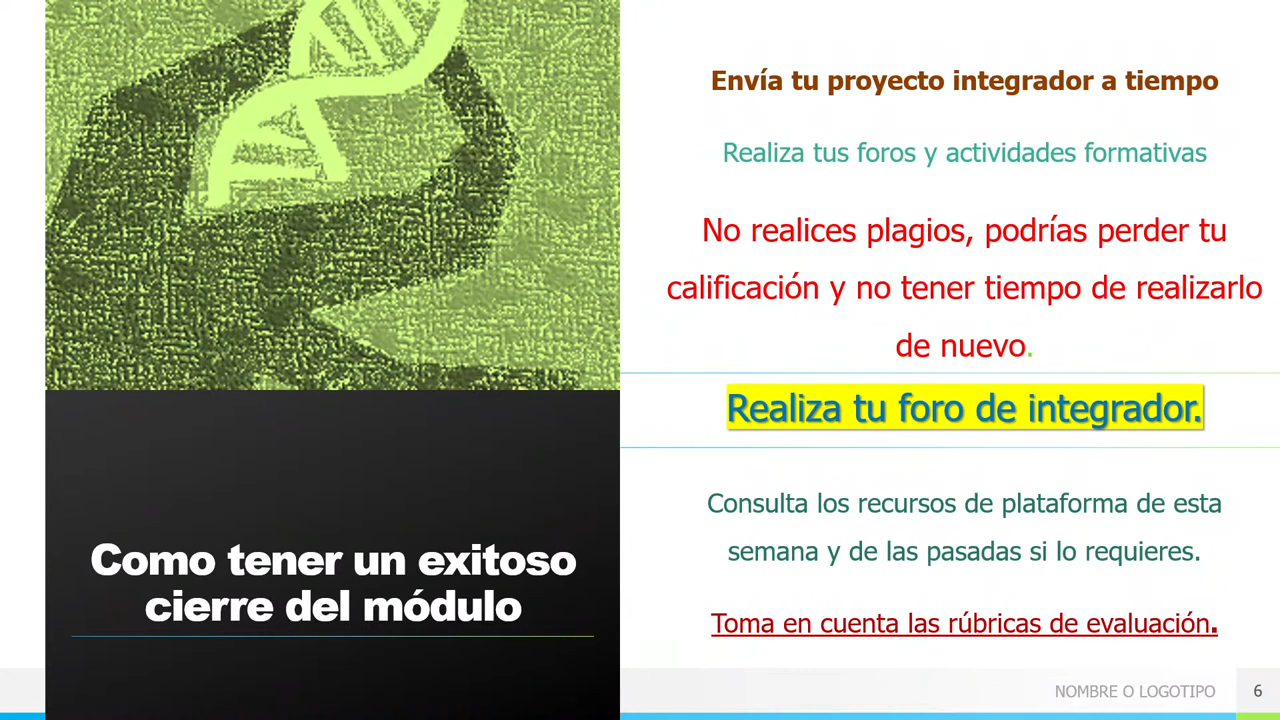 Envía tu proyecto integrador a tiempo
Realiza tus foros y actividades formativas
No realices plagios, podrías perder tu
calificación y no tener tiempo de realizarlo
de nuevo.
Realiza tu foro de integrador.
Consulta los recursos de plataforma de esta
semana y de las pasadas si lo requieres.
Toma en cuenta las rúbricas de evaluación.
Como tener un exitoso
cierre del módulo
NOMBRE O LOGOTIPO
6